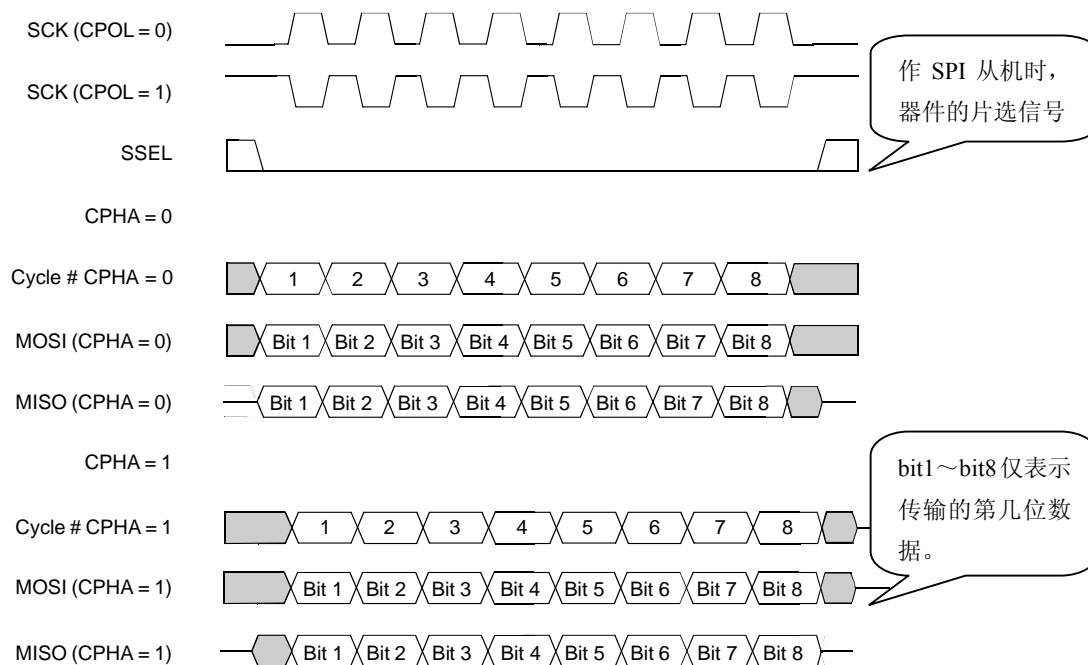 SCK (CPOL = 0)
SCK (CPOL = 1)
作 SPI 从机时，
器件的片选信号
SSEL
CPHA = 0
Cycle # CPHA = 0 1 2 3 4 5 6 7 8
MOSI (CPHA = 0) Bit 1 Bit 2 Bit 3 Bit 4 Bit 5 Bit 6 Bit 7 Bit 8
MISO (CPHA = 0) Bit 1 Bit 2 Bit 3 Bit 4 Bit 5 Bit 6 Bit 7 Bit 8
CPHA = 1
bit1～bit8 仅表示
传输的第几位数
据。
Cycle # CPHA = 1 1 2 3 4 5 6 7 8
MOSI (CPHA = 1) Bit 1 Bit 2 Bit 3 Bit 4 Bit 5 Bit 6 Bit 7 Bit 8
MISO (CPHA = 1) Bit 1 Bit 2 Bit 3 Bit 4 Bit 5 Bit 6 Bit 7 Bit 8